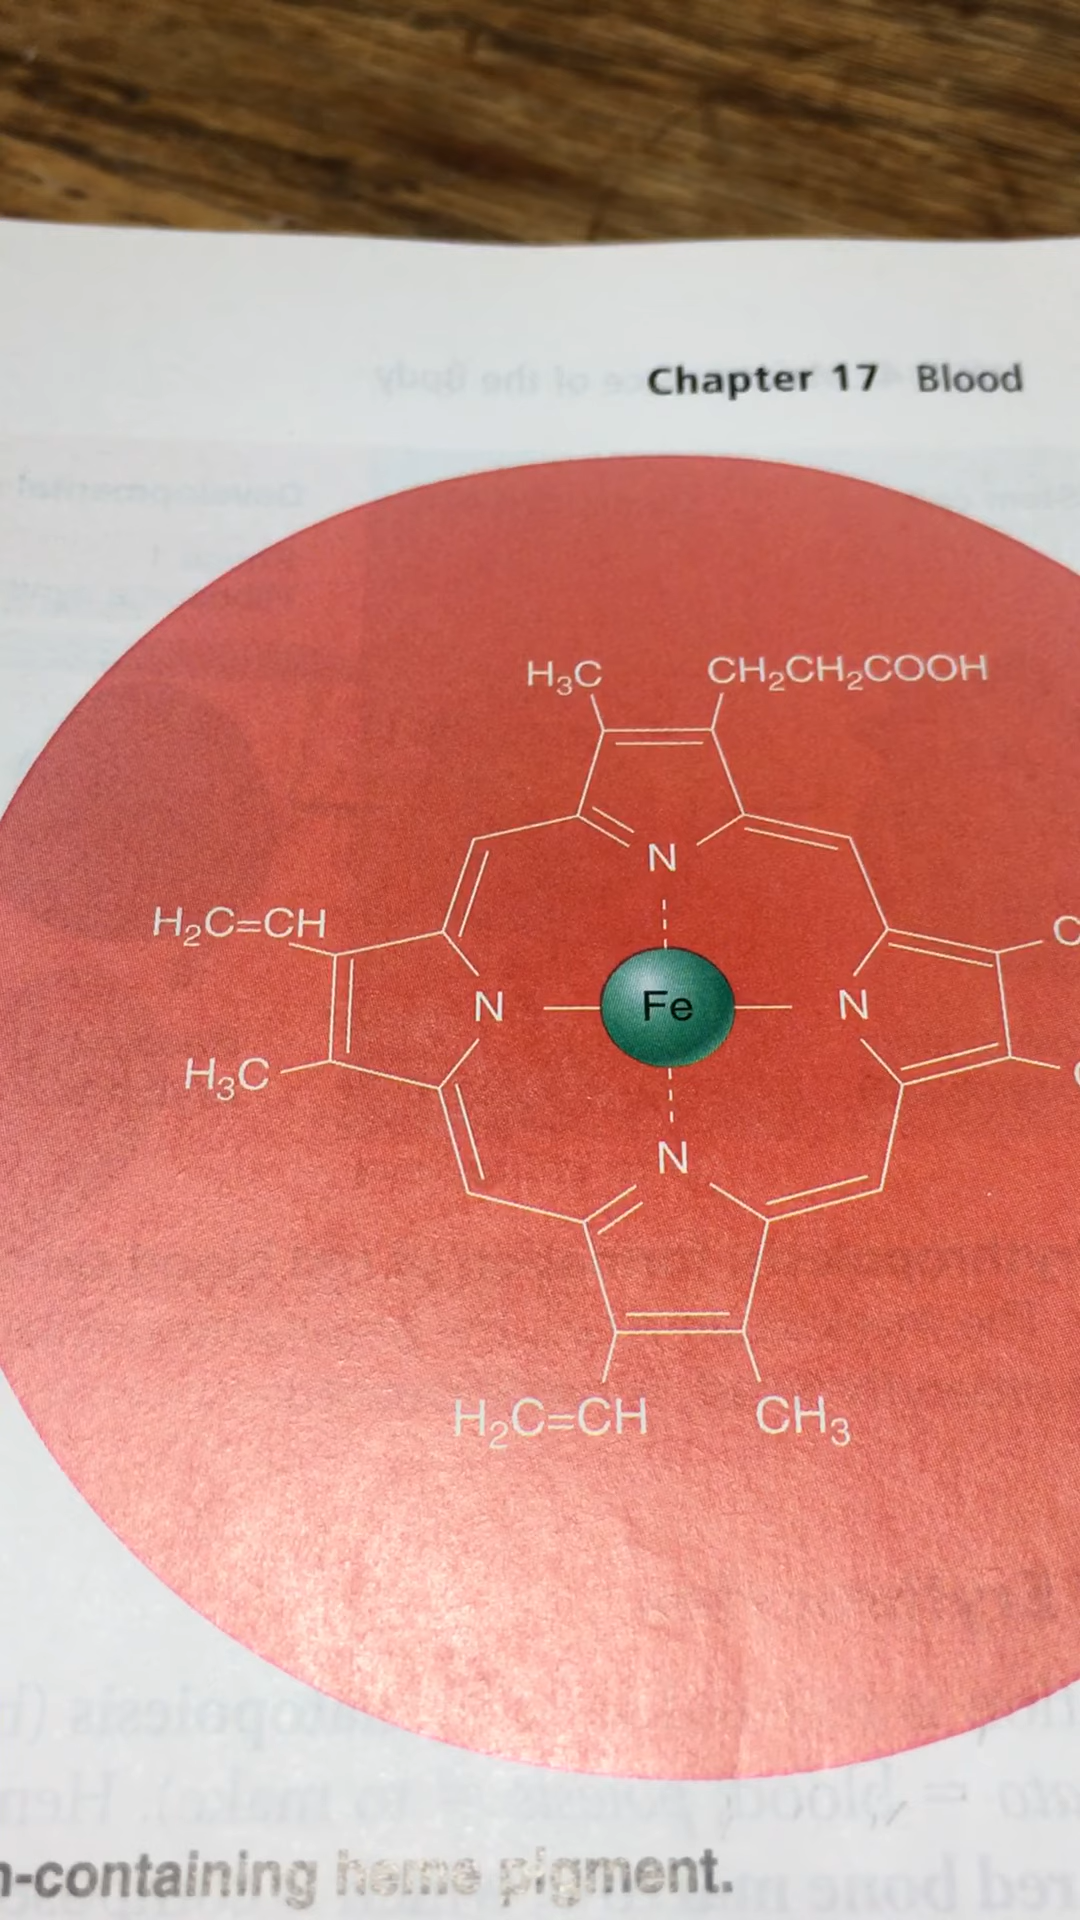 Chapter 17 Blood
H₃C CH₂CH₂COOH
N
H₂C=CH C
N Fe N
H₃C C
N
H₂C=CH CH₃
n-containing heme pigment.